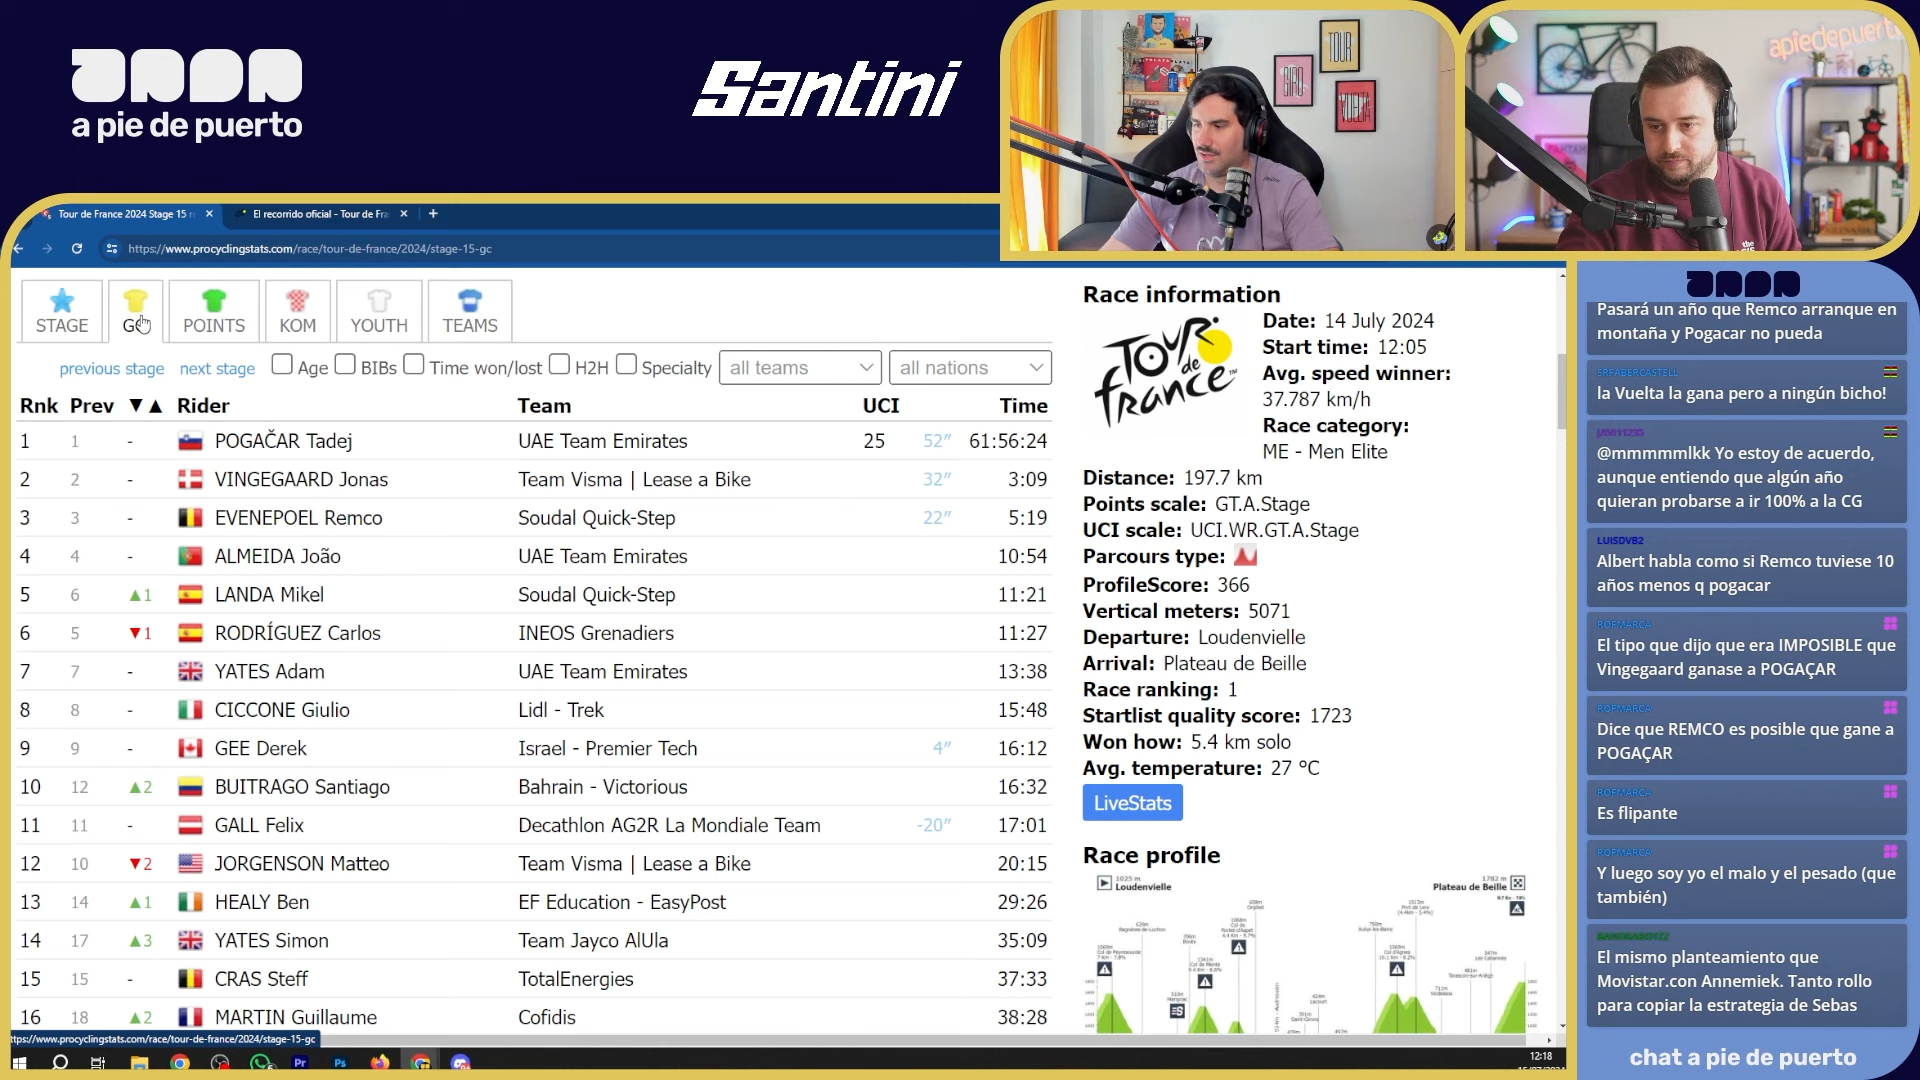 a pie de puerto
Santini
GIRO
TOUR
VUELTA
apiedepuerto
Tour de France 2024 Stage 15 r
El recorrido oficial - Tour de Fra
https://www.procyclingstats.com/race/tour-de-france/2024/stage-15-gc
STAGE GC POINTS KOM YOUTH TEAMS
previous stage next stage Age BIBs Time won/lost H2H Specialty all teams all nations
Rnk Prev ▼▲ Rider Team UCI Time
1 1 - POGAČAR Tadej UAE Team Emirates 25 52″ 61:56:24
2 2 - VINGEGAARD Jonas Team Visma | Lease a Bike 32″ 3:09
3 3 - EVENEPOEL Remco Soudal Quick-Step 22″ 5:19
4 4 - ALMEIDA João UAE Team Emirates 10:54
5 6 ▲1 LANDA Mikel Soudal Quick-Step 11:21
6 5 ▼1 RODRÍGUEZ Carlos INEOS Grenadiers 11:27
7 7 - YATES Adam UAE Team Emirates 13:38
8 8 - CICCONE Giulio Lidl - Trek 15:48
9 9 - GEE Derek Israel - Premier Tech 4″ 16:12
10 12 ▲2 BUITRAGO Santiago Bahrain - Victorious 16:32
11 11 - GALL Felix Decathlon AG2R La Mondiale Team -20″ 17:01
12 10 ▼2 JORGENSON Matteo Team Visma | Lease a Bike 20:15
13 14 ▲1 HEALY Ben EF Education - EasyPost 29:26
14 17 ▲3 YATES Simon Team Jayco AlUla 35:09
15 15 - CRAS Steff TotalEnergies 37:33
16 18 ▲2 MARTIN Guillaume Cofidis 38:28
ttps://www.procyclingstats.com/race/tour-de-france/2024/stage-15-gc
Race information
TOUR de france
Date: 14 July 2024
Start time: 12:05
Avg. speed winner:
37.787 km/h
Race category:
ME - Men Elite
Distance: 197.7 km
Points scale: GT.A.Stage
UCI scale: UCI.WR.GT.A.Stage
Parcours type:
ProfileScore: 366
Vertical meters: 5071
Departure: Loudenvielle
Arrival: Plateau de Beille
Race ranking: 1
Startlist quality score: 1723
Won how: 5.4 km solo
Avg. temperature: 27 °C
LiveStats
Race profile
1025 m
Loudenvielle
1782 m
Plateau de Beille
12:18
Pasará un año que Remco arranque en
montaña y Pogacar no pueda
SRFABERCASTELL
la Vuelta la gana pero a ningún bicho!
JAVI11235
@mmmmmlkk Yo estoy de acuerdo,
aunque entiendo que algún año
quieran probarse a ir 100% a la CG
LUISDVB2
Albert habla como si Remco tuviese 10
años menos q pogacar
ROFMARCA
El tipo que dijo que era IMPOSIBLE que
Vingegaard ganase a POGAÇAR
ROFMARCA
Dice que REMCO es posible que gane a
POGAÇAR
ROFMARCA
Es flipante
ROFMARCA
Y luego soy yo el malo y el pesado (que
también)
El mismo planteamiento que
Movistar.con Annemiek. Tanto rollo
para copiar la estrategia de Sebas
chat a pie de puerto